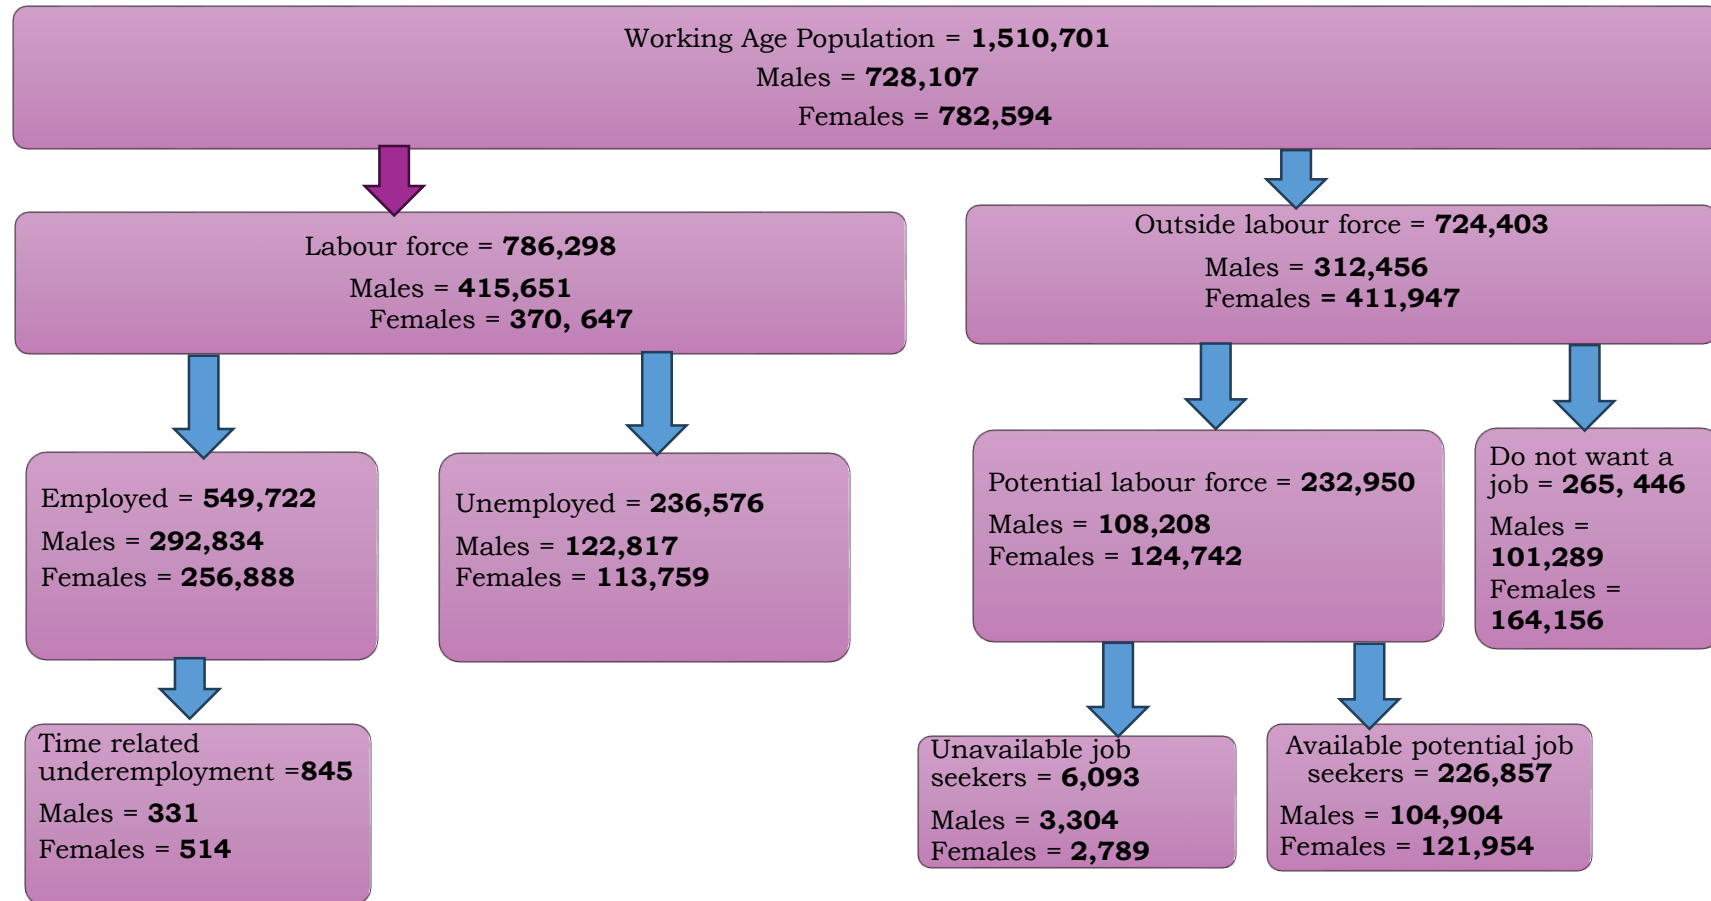 Working Age Population = 1,510,701
Males = 728,107
Females = 782,594
Labour force = 786,298
Males = 415,651
Females = 370, 647
Outside labour force = 724,403
Males = 312,456
Females = 411,947
Employed = 549,722
Males = 292,834
Females = 256,888
Unemployed = 236,576
Males = 122,817
Females = 113,759
Potential labour force = 232,950
Males = 108,208
Females = 124,742
Do not want a
job = 265, 446
Males =
101,289
Females =
164,156
Time related
underemployment =845
Males = 331
Females = 514
Unavailable job
seekers = 6,093
Males = 3,304
Females = 2,789
Available potential job
seekers = 226,857
Males = 104,904
Females = 121,954